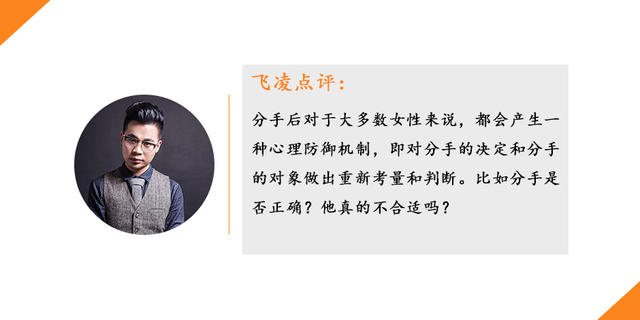 飞凌点评：
分手后对于大多数女性来说，都会产生一
种心理防御机制，即对分手的决定和分手
的对象做出重新考量和判断。比如分手是
否正确？他真的不合适吗？